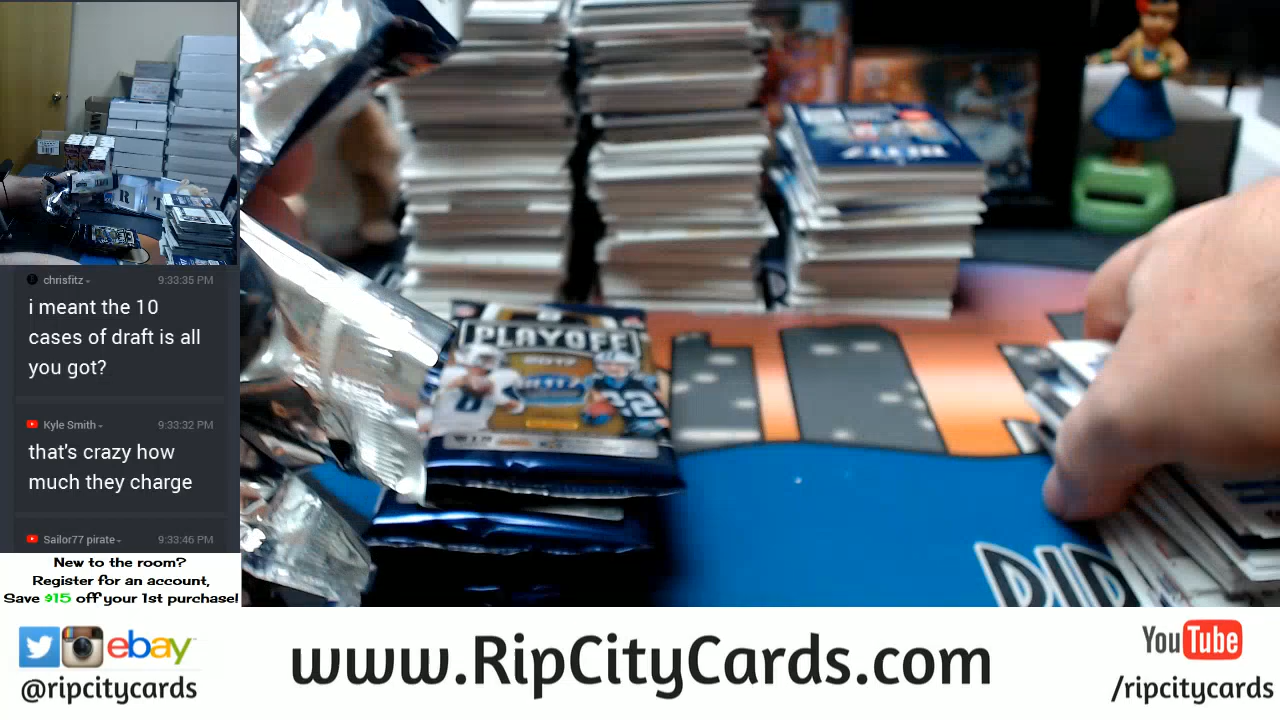 chrisfitz
9:33:35 PM
i meant the 10
cases of draft is all
you got?
Kyle Smith
9:33:32 PM
that's crazy how
much they charge
Sailor77 pirate
9:33:46 PM
New to the room?
Register for an account,
Save $15 off your 1st purchase!
PLAYOFF
2017
BLITZ
RIP
ebay
@ripcitycards
www.RipCityCards.com
YouTube
/ripcitycards